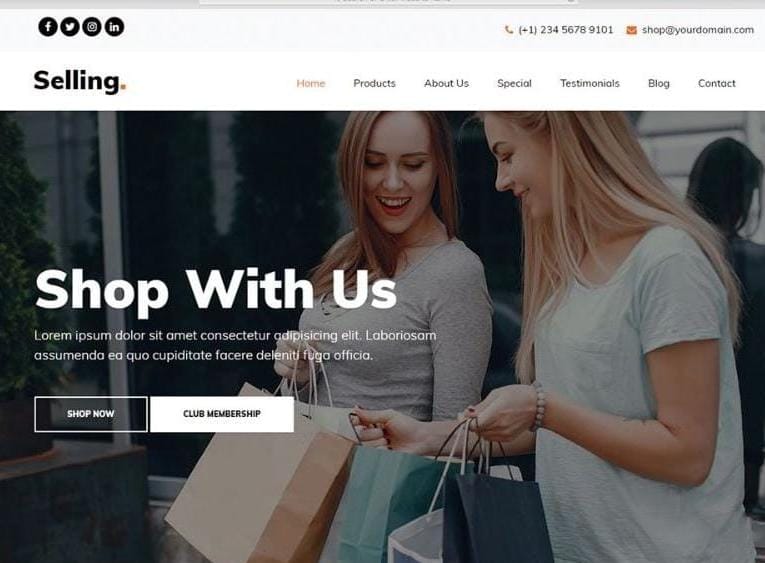 (+1) 234 5678 9101 shop@yourdomain.com
Selling.
Home Products About Us Special Testimonials Blog Contact
Shop With Us
Lorem ipsum dolor sit amet consectetur adipisicing elit. Laboriosam
assumenda ea quo cupiditate facere deleniti fuga officia.
SHOP NOW CLUB MEMBERSHIP